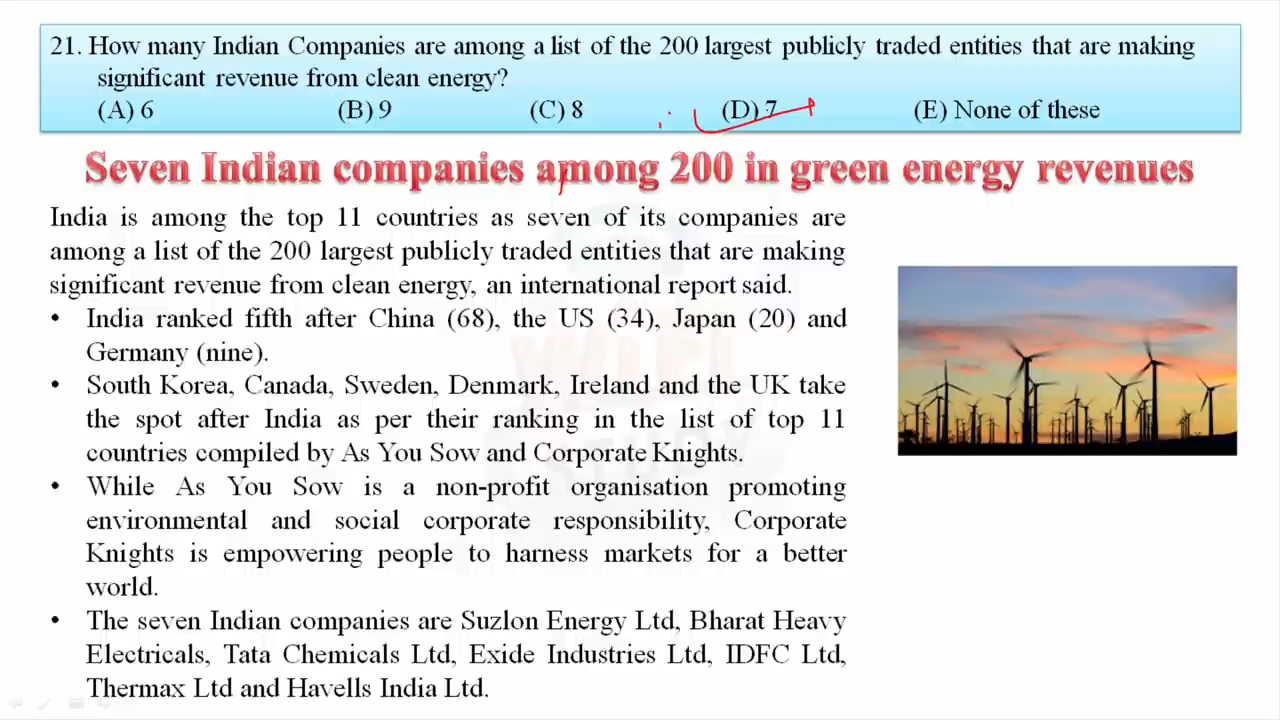 21. How many Indian Companies are among a list of the 200 largest publicly traded entities that are making
significant revenue from clean energy?
(A) 6 (B) 9 (C) 8 (D) 7 (E) None of these
Seven Indian companies among 200 in green energy revenues
India is among the top 11 countries as seven of its companies are
among a list of the 200 largest publicly traded entities that are making
significant revenue from clean energy, an international report said.
• India ranked fifth after China (68), the US (34), Japan (20) and
Germany (nine).
• South Korea, Canada, Sweden, Denmark, Ireland and the UK take
the spot after India as per their ranking in the list of top 11
countries compiled by As You Sow and Corporate Knights.
• While As You Sow is a non-profit organisation promoting
environmental and social corporate responsibility, Corporate
Knights is empowering people to harness markets for a better
world.
• The seven Indian companies are Suzlon Energy Ltd, Bharat Heavy
Electricals, Tata Chemicals Ltd, Exide Industries Ltd, IDFC Ltd,
Thermax Ltd and Havells India Ltd.